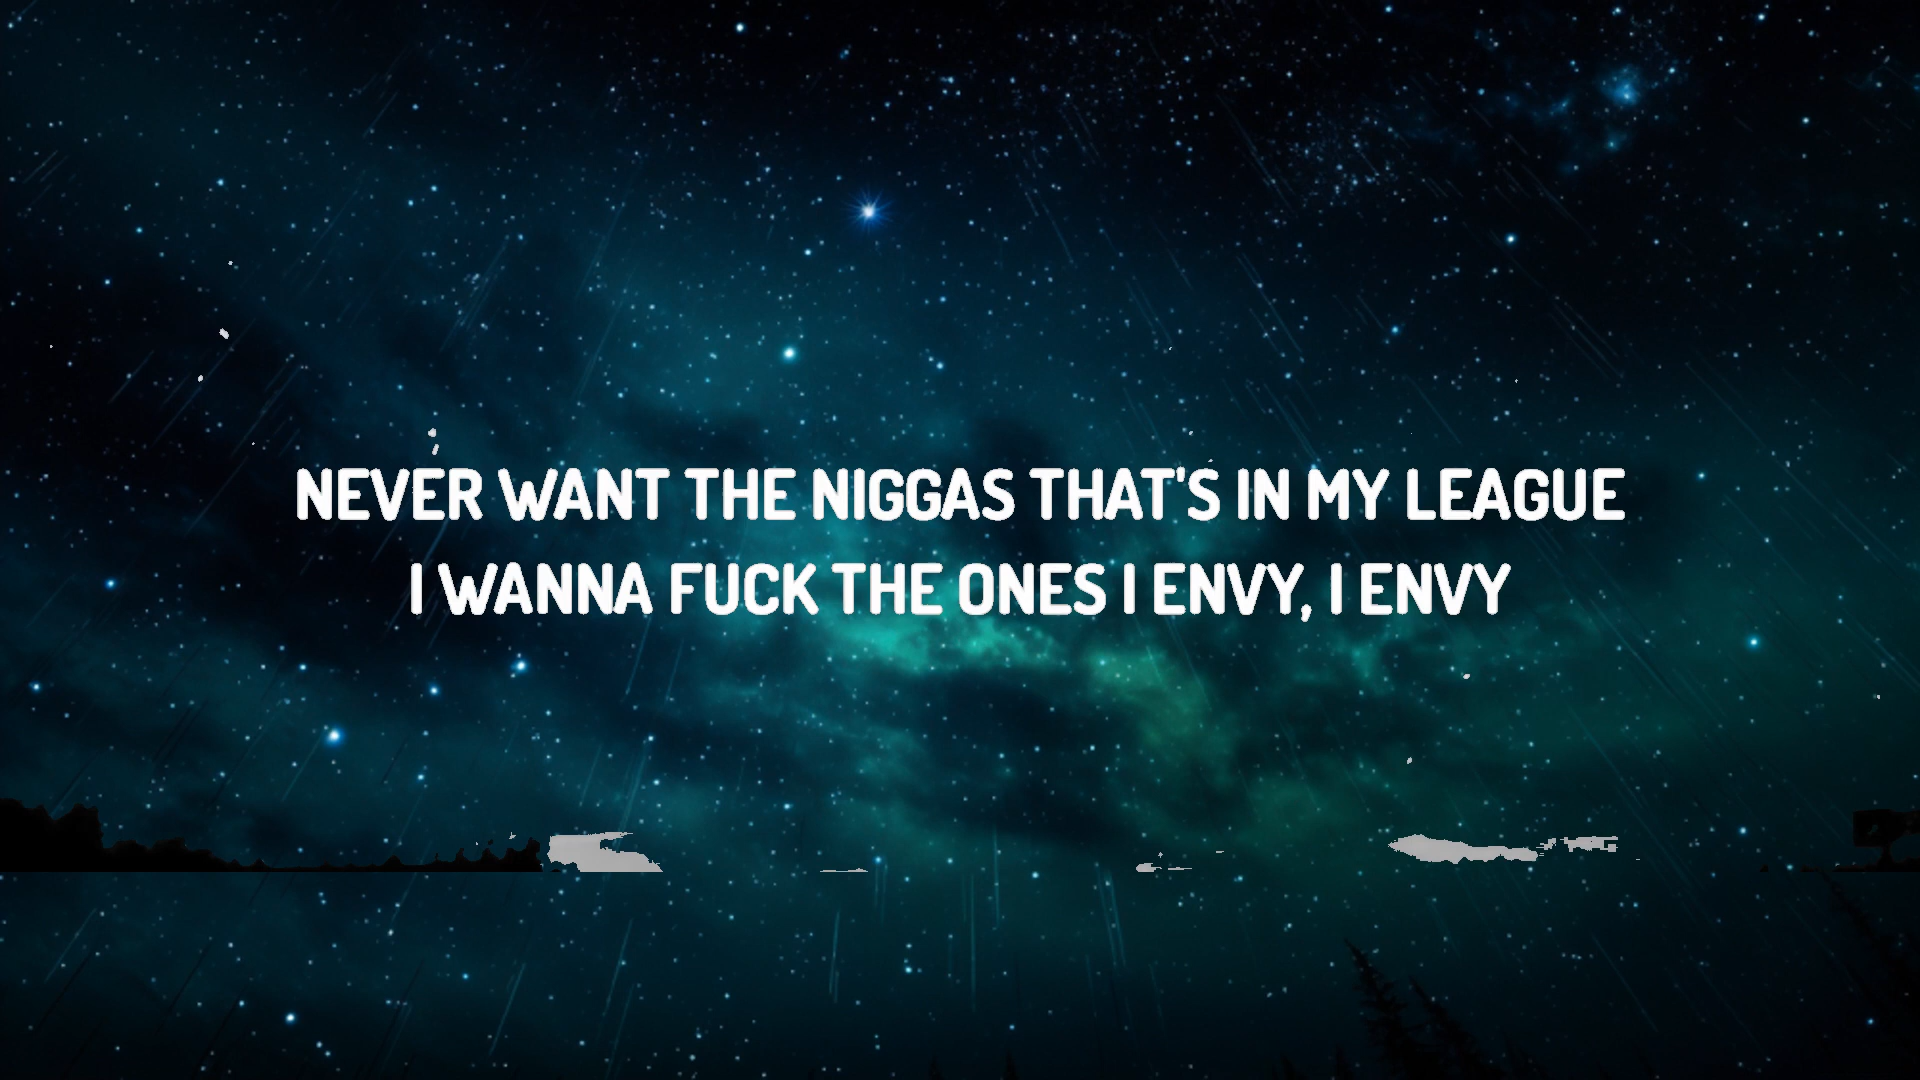 NEVER WANT THE NIGGAS THAT'S IN MY LEAGUE
I WANNA FUCK THE ONES I ENVY, I ENVY